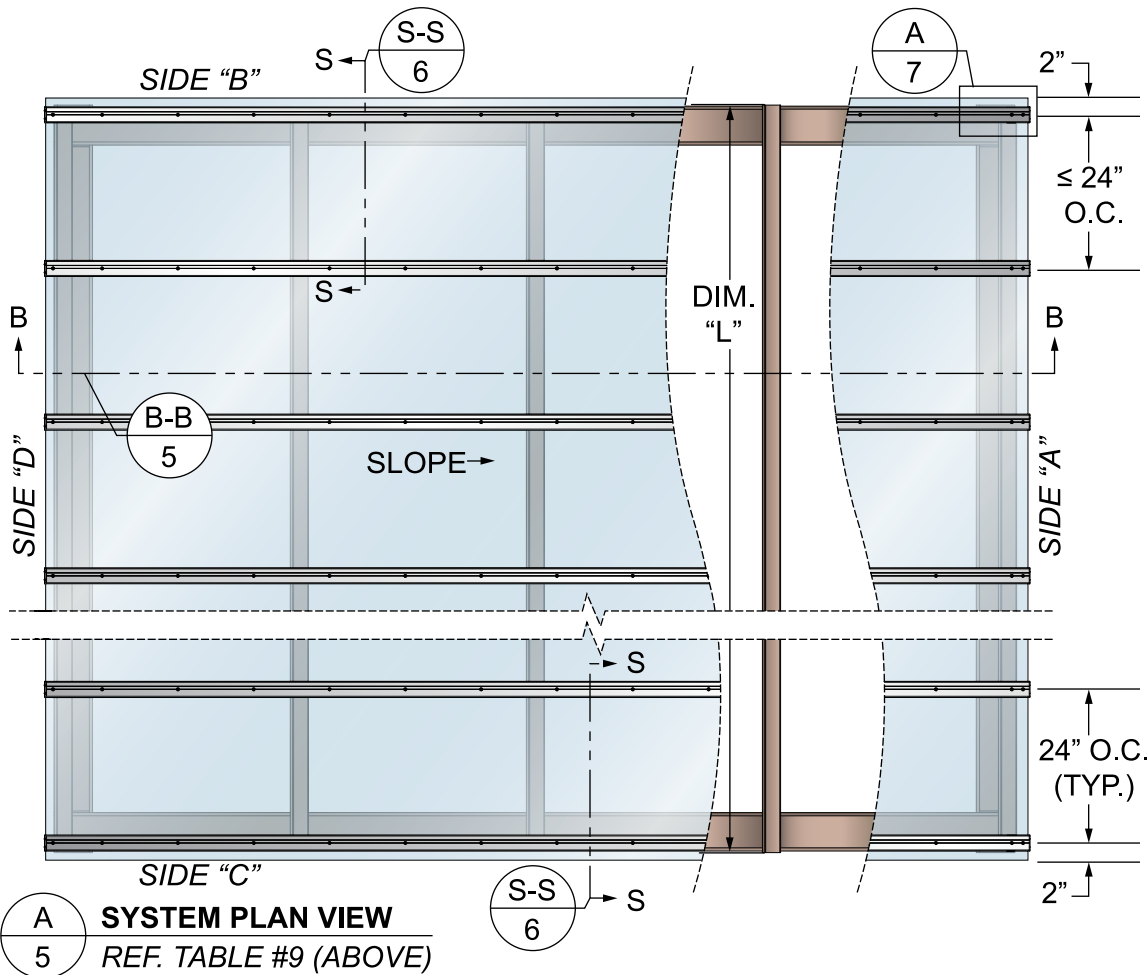 S-S
6
S
SIDE “B”
A
7
2”
≤ 24”
O.C.
S
DIM.
“L”
B
B
B-B
5
SLOPE
SIDE “D”
SIDE “A”
S
24” O.C.
(TYP.)
SIDE “C”
S-S
6
S
2”
A
5
SYSTEM PLAN VIEW
REF. TABLE #9 (ABOVE)